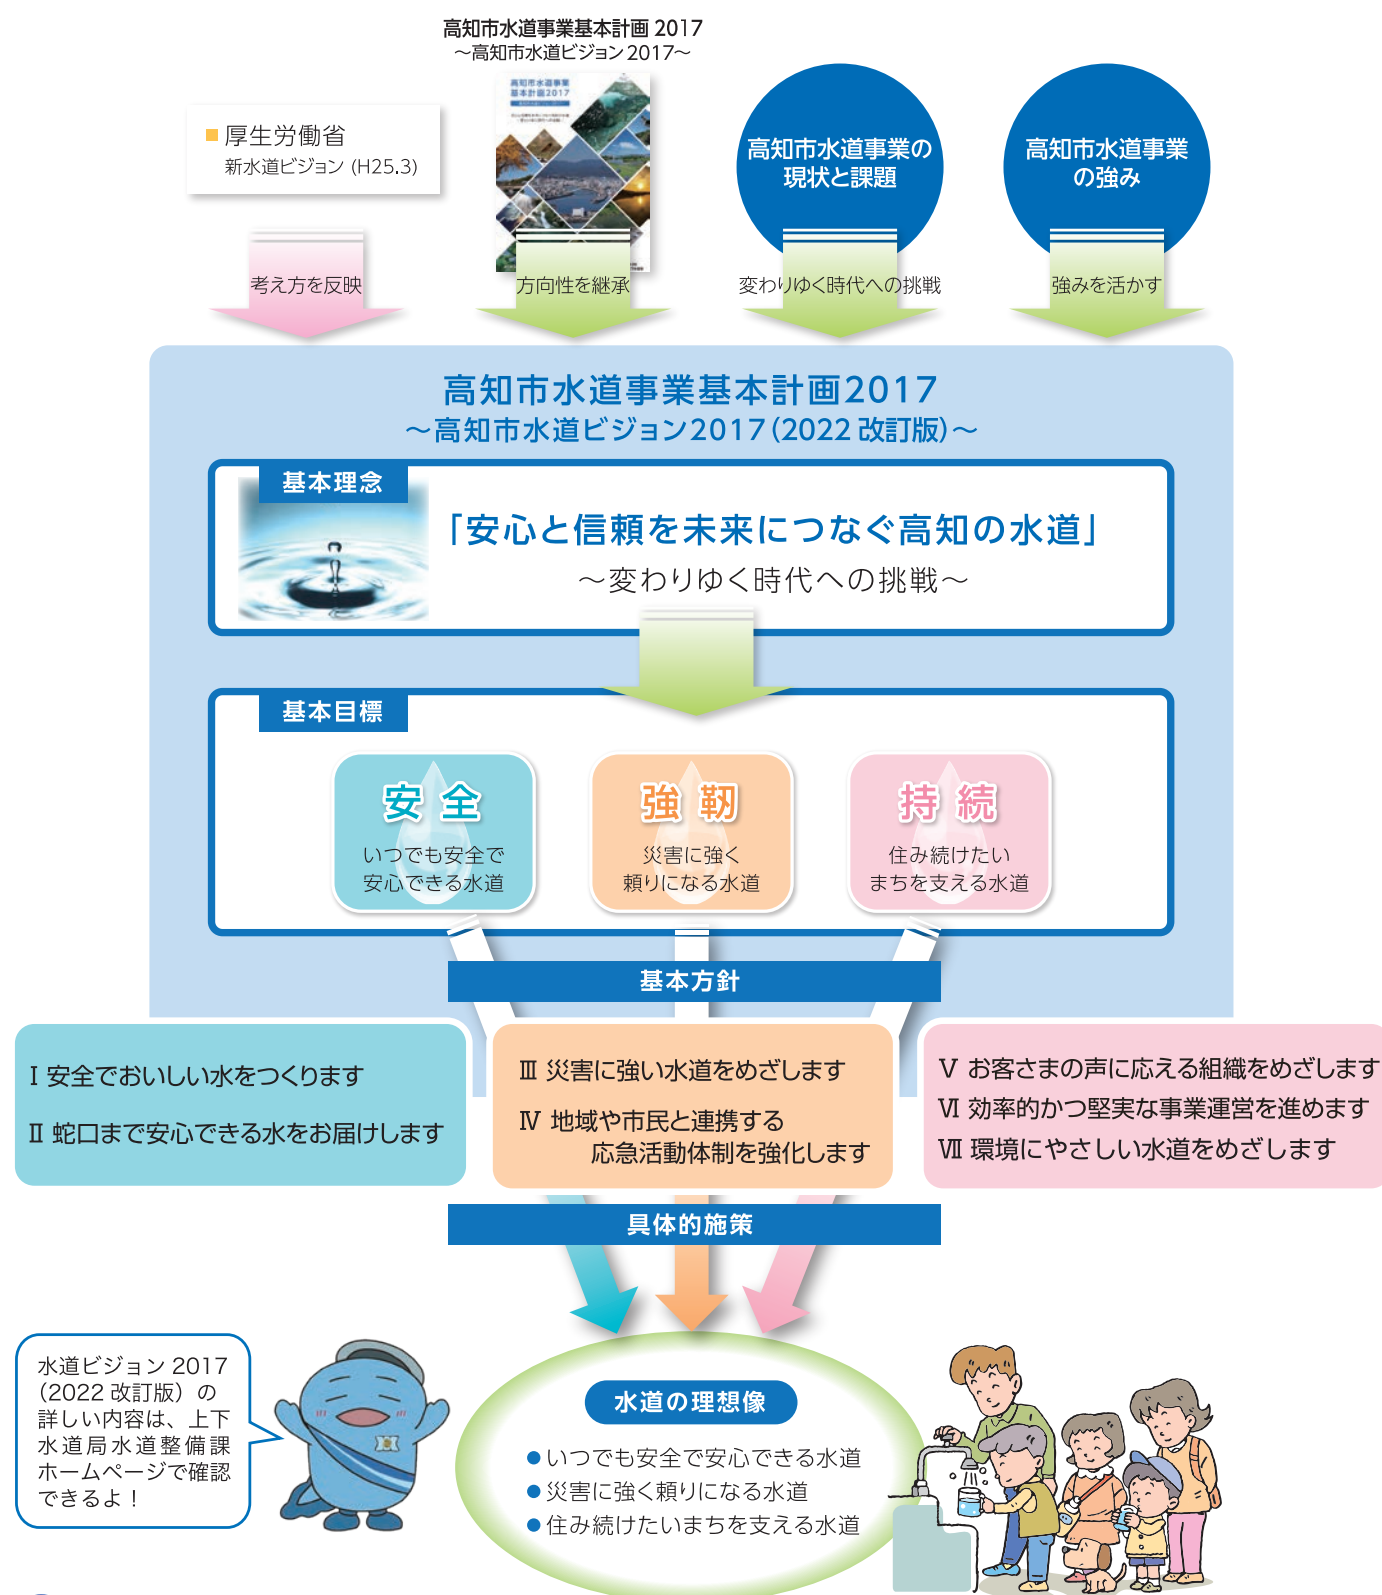 高知市水道事業基本計画 2017
～高知市水道ビジョン 2017～
高知市水道事業
基本計画2017
■厚生労働省
新水道ビジョン (H25.3)
高知市水道事業の
現状と課題
高知市水道事業
の強み
考え方を反映
方向性を継承
変わりゆく時代への挑戦
強みを活かす
高知市水道事業基本計画2017
～高知市水道ビジョン2017(2022 改訂版)～
基本理念
「安心と信頼を未来につなぐ高知の水道」
～変わりゆく時代への挑戦～
基本目標
安全
いつでも安全で
安心できる水道
強靭
災害に強く
頼りになる水道
持続
住み続けたい
まちを支える水道
基本方針
Ⅰ 安全でおいしい水をつくります
Ⅱ 蛇口まで安心できる水をお届けします
Ⅲ 災害に強い水道をめざします
Ⅳ 地域や市民と連携する
応急活動体制を強化します
Ⅴ お客さまの声に応える組織をめざします
Ⅵ 効率的かつ堅実な事業運営を進めます
Ⅶ 環境にやさしい水道をめざします
具体的施策
水道ビジョン 2017
(2022 改訂版) の
詳しい内容は、上下
水道局水道整備課
ホームページで確認
できるよ！
水道の理想像
●いつでも安全で安心できる水道
●災害に強く頼りになる水道
●住み続けたいまちを支える水道